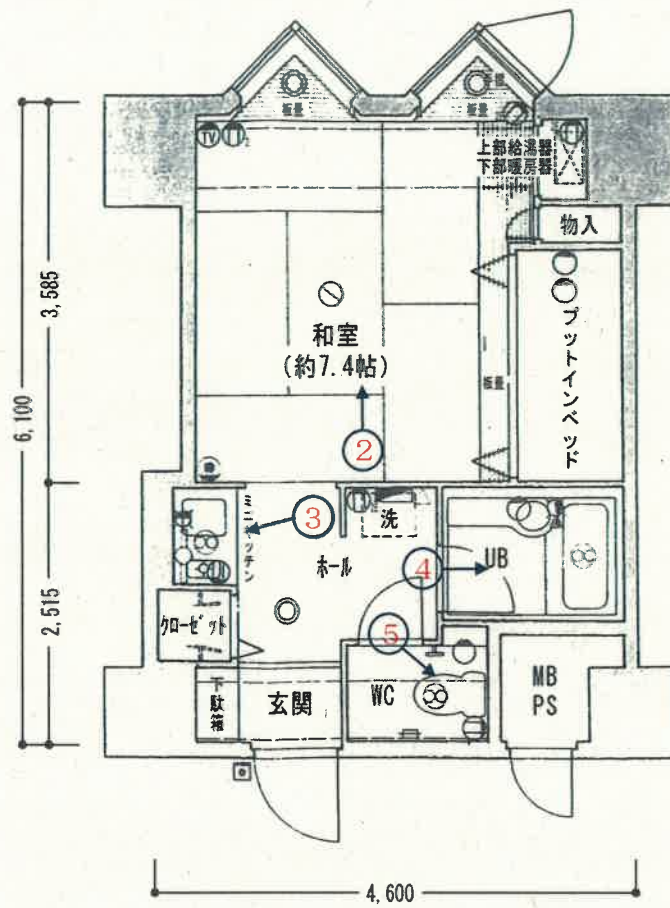 板畳
板畳
TV
上部給湯器
下部暖房器
物入
3,585
6,100
和室
(約7.4帖)
板畳
プットインベッド
②
③
ミニキッチン
洗
ホール
④
UB
2,515
クローゼット
⑤
下駄箱
玄関
WC
MB
PS
4,600